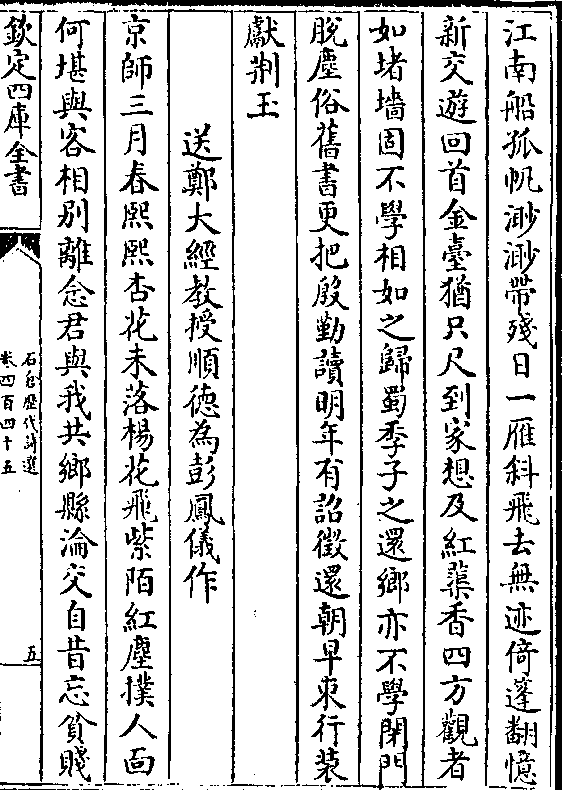 江南船孤帆渺渺帶殘日一雁斜飛去無迹倚蓬翻憶
新交遊回首金臺猶只尺到家想及紅蕖香四方觀者
如堵墻固不學相如之歸蜀季子之還鄉亦不學閉門
脫塵俗舊書更把殷勤讀明年有詔徵還朝早束行装
獻荆玉
送鄭大經教授順德為彭鳳儀作
京師三月春熙熙杏花未落楊花飛紫陌紅塵撲人面
何堪與客相别離念君與我共鄉縣淪交自昔忘貧賤
欽定四庫全書
石倉歴代詩選
卷四百四十五
五